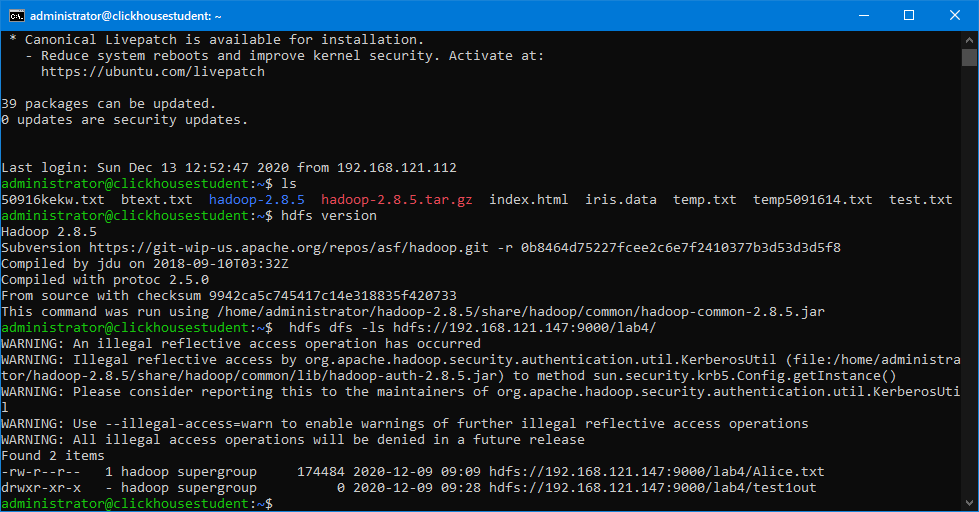 administrator@clickhousestudent: ~
 * Canonical Livepatch is available for installation.
   - Reduce system reboots and improve kernel security. Activate at:
     https://ubuntu.com/livepatch
39 packages can be updated.
0 updates are security updates.
Last login: Sun Dec 13 12:52:47 2020 from 192.168.121.112
administrator@clickhousestudent:~$ ls
50916kekw.txt  btext.txt  hadoop-2.8.5  hadoop-2.8.5.tar.gz  index.html  iris.data  temp.txt  temp5091614.txt  test.txt
administrator@clickhousestudent:~$ hdfs version
Hadoop 2.8.5
Subversion https://git-wip-us.apache.org/repos/asf/hadoop.git -r 0b8464d75227fcee2c6e7f2410377b3d53d3d5f8
Compiled by jdu on 2018-09-10T03:32Z
Compiled with protoc 2.5.0
From source with checksum 9942ca5c745417c14e318835f420733
This command was run using /home/administrator/hadoop-2.8.5/share/hadoop/common/hadoop-common-2.8.5.jar
administrator@clickhousestudent:~$  hdfs dfs -ls hdfs://192.168.121.147:9000/lab4/
WARNING: An illegal reflective access operation has occurred
WARNING: Illegal reflective access by org.apache.hadoop.security.authentication.util.KerberosUtil (file:/home/administra
tor/hadoop-2.8.5/share/hadoop/common/lib/hadoop-auth-2.8.5.jar) to method sun.security.krb5.Config.getInstance()
WARNING: Please consider reporting this to the maintainers of org.apache.hadoop.security.authentication.util.KerberosUti
l
WARNING: Use --illegal-access=warn to enable warnings of further illegal reflective access operations
WARNING: All illegal access operations will be denied in a future release
Found 2 items
-rw-r--r--   1 hadoop supergroup     174484 2020-12-09 09:09 hdfs://192.168.121.147:9000/lab4/Alice.txt
drwxr-xr-x   - hadoop supergroup          0 2020-12-09 09:28 hdfs://192.168.121.147:9000/lab4/test1out
administrator@clickhousestudent:~$